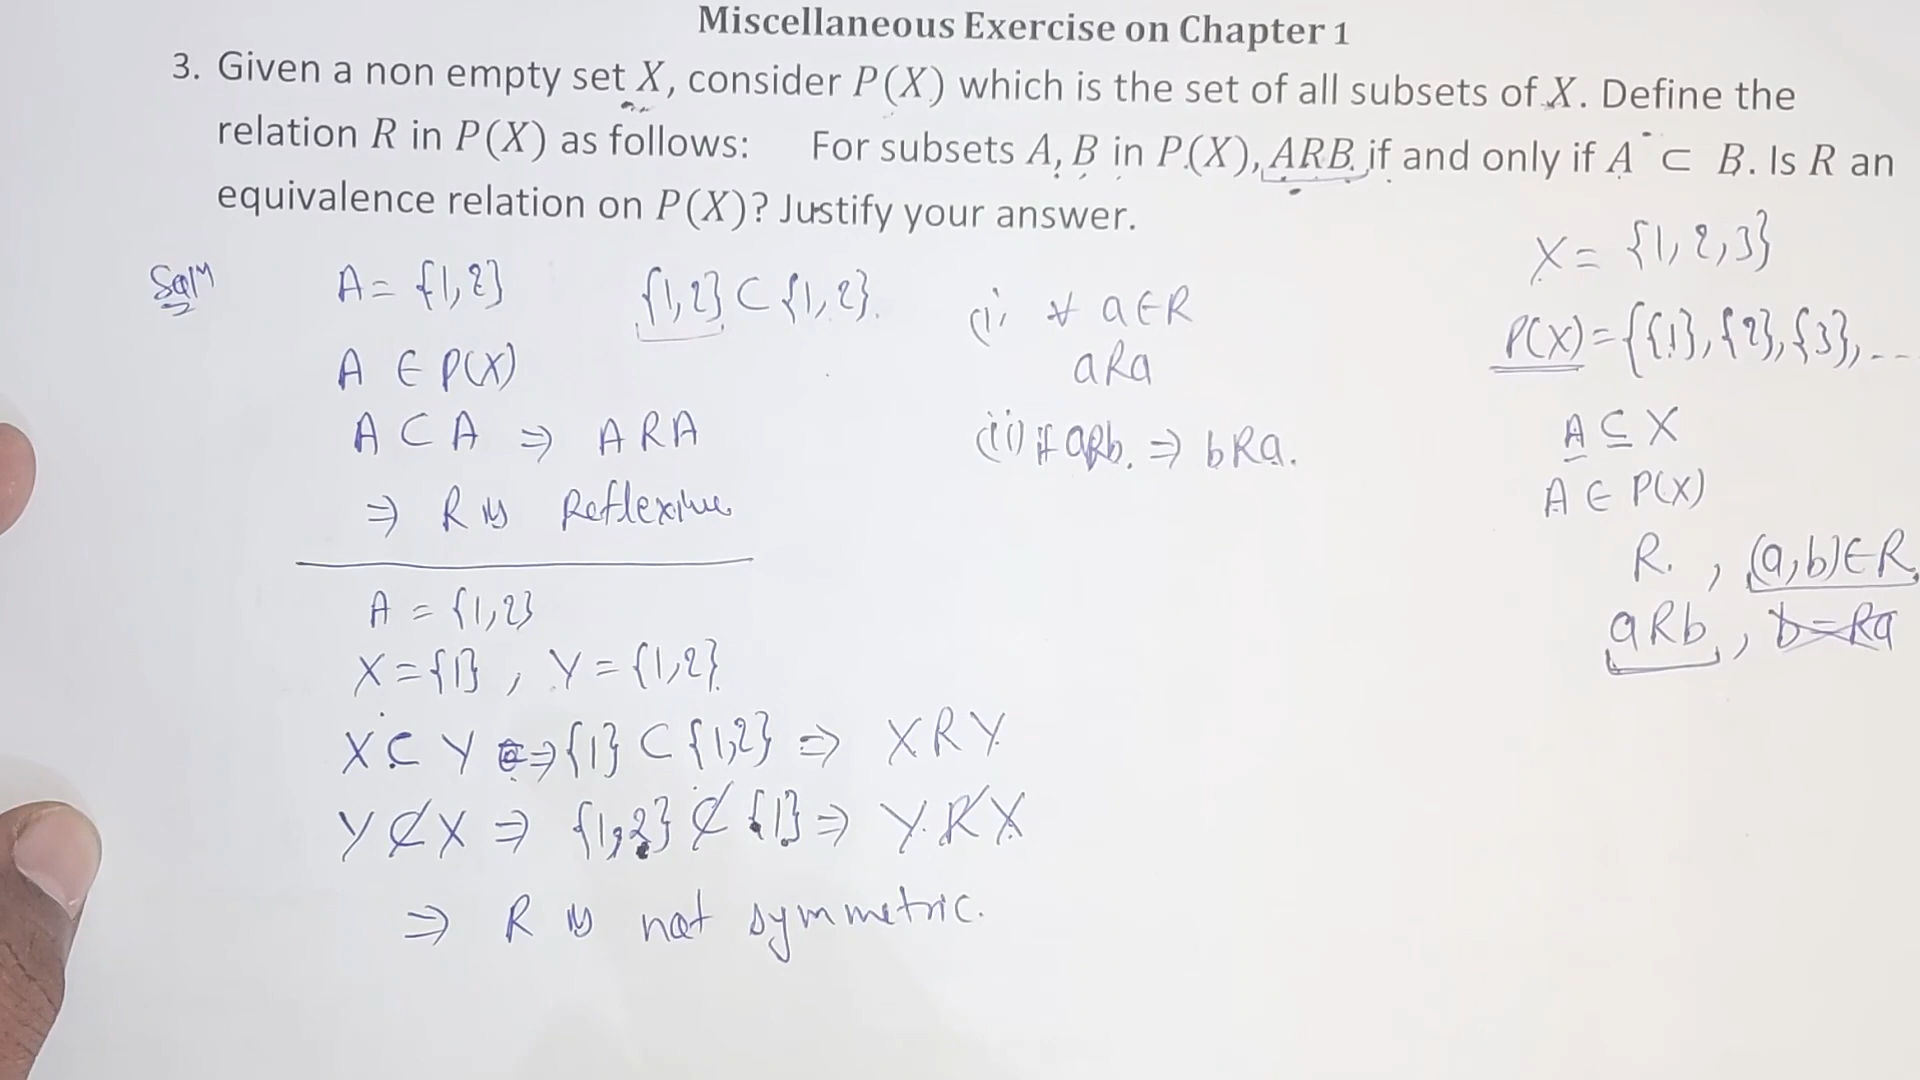 Miscellaneous Exercise on Chapter 1
3. Given a non empty set X, consider P(X) which is the set of all subsets of X. Define the
relation R in P(X) as follows: For subsets A, B in P(X), ARB if and only if A ⊂ B. Is R an
equivalence relation on P(X)? Justify your answer.
Solⁿ
A = {1,2}
{1,2} ⊂ {1,2}.
A ∈ P(X)
A ⊂ A ⇒ ARA
⇒ R is Reflexive
(i) ∀ a∈R
aRa
(ii) if aRb. ⇒ bRa.
X = {1,2,3}
P(X) = {{1},{2},{3},...
A ⊆ X
A ∈ P(X)
R. , (a,b)∈R
aRb , b=Ra
A = {1,2}
X = {1} , Y = {1,2}
X ⊂ Y ⇒ {1} ⊂ {1,2} ⇒ XRY
Y ⊄ X ⇒ {1,2} ⊄ {1} ⇒ Y R̸ X
⇒ R is not symmetric.